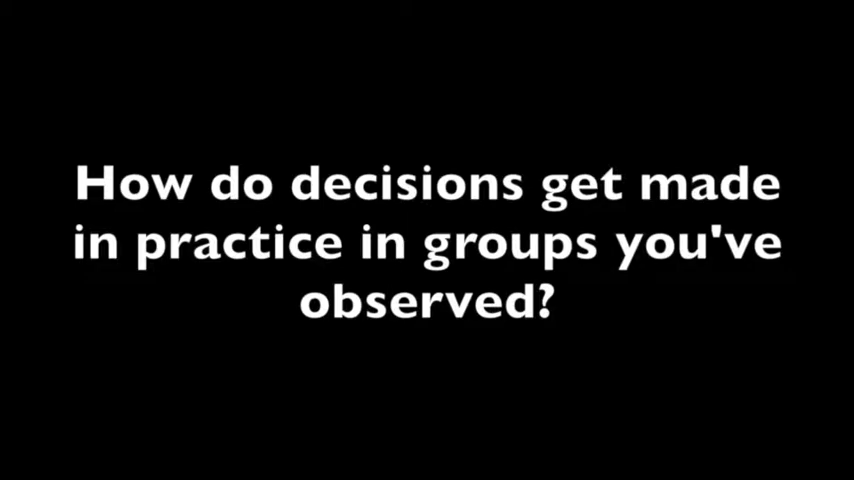 How do decisions get made
in practice in groups you've
observed?